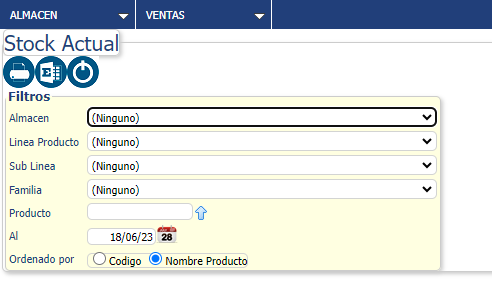 ALMACEN VENTAS
Stock Actual
Filtros
Almacen (Ninguno)
Linea Producto (Ninguno)
Sub Linea (Ninguno)
Familia (Ninguno)
Producto
Al 18/06/23 28
Ordenado por Codigo Nombre Producto